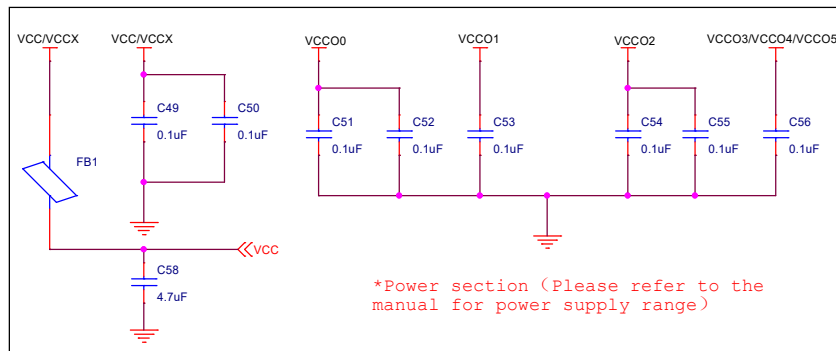 VCC/VCCX
VCC/VCCX
VCCO0
VCCO1
VCCO2
VCCO3/VCCO4/VCCO5
C49
0.1uF
C50
0.1uF
C51
0.1uF
C52
0.1uF
C53
0.1uF
C54
0.1uF
C55
0.1uF
C56
0.1uF
FB1
VCC
C58
4.7uF
*Power section（Please refer to the
manual for power supply range）